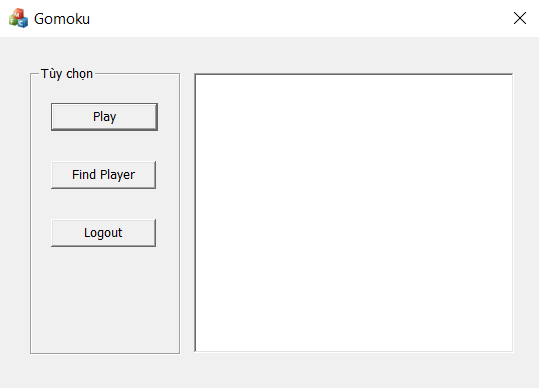 Gomoku
Tùy chọn
Play
Find Player
Logout